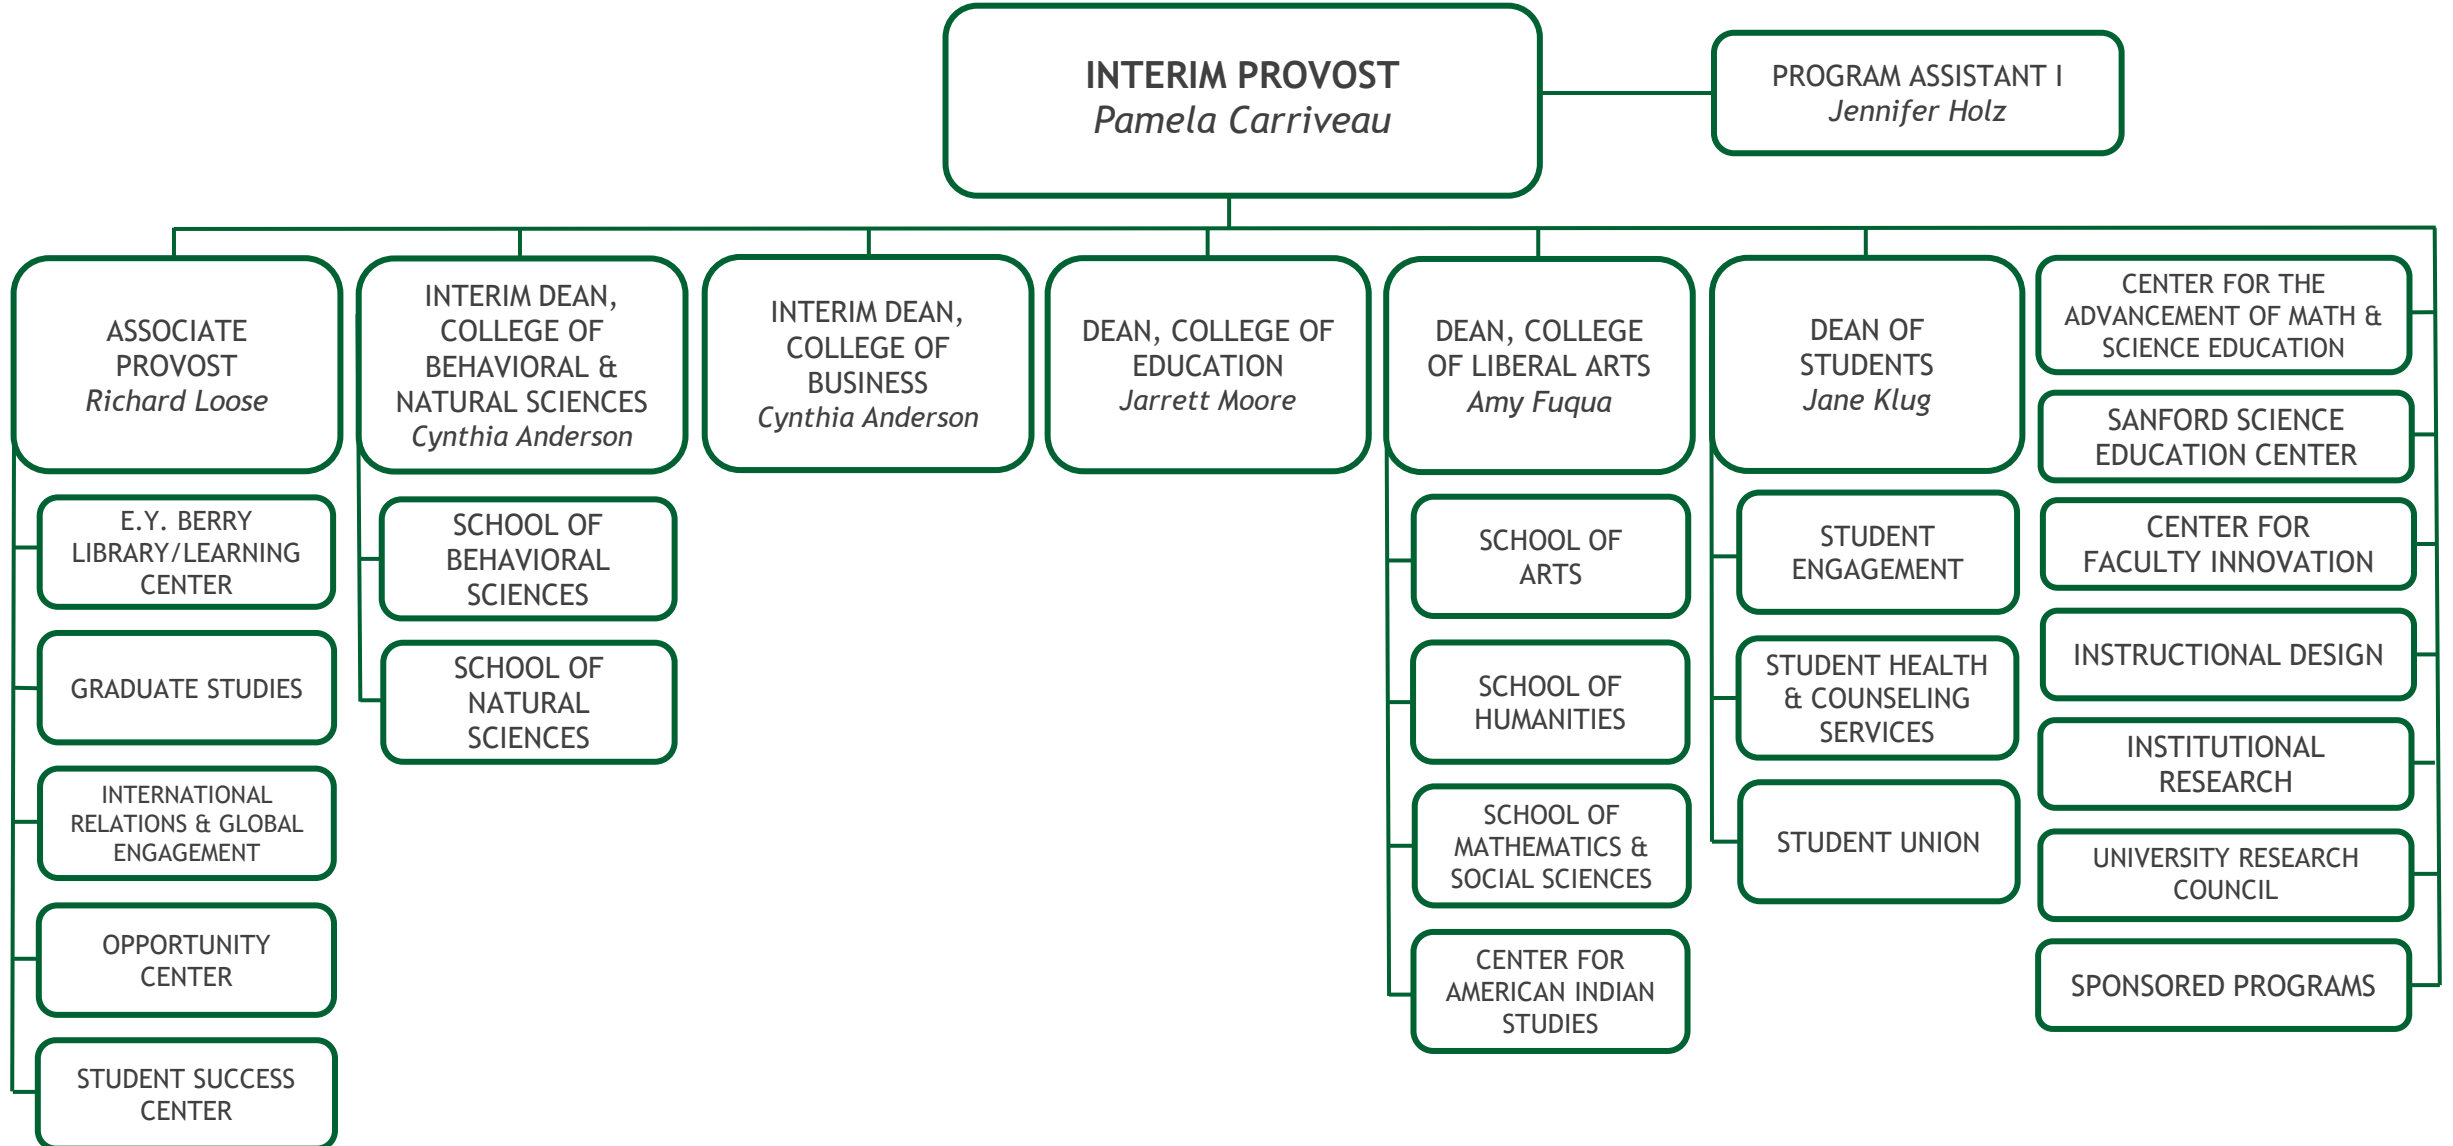 INTERIM PROVOST
Pamela Carriveau
PROGRAM ASSISTANT I
Jennifer Holz
ASSOCIATE
PROVOST
Richard Loose
E.Y. BERRY
LIBRARY/LEARNING
CENTER
GRADUATE STUDIES
INTERNATIONAL
RELATIONS & GLOBAL
ENGAGEMENT
OPPORTUNITY
CENTER
STUDENT SUCCESS
CENTER
INTERIM DEAN,
COLLEGE OF
BEHAVIORAL &
NATURAL SCIENCES
Cynthia Anderson
SCHOOL OF
BEHAVIORAL
SCIENCES
SCHOOL OF
NATURAL
SCIENCES
INTERIM DEAN,
COLLEGE OF
BUSINESS
Cynthia Anderson
DEAN, COLLEGE OF
EDUCATION
Jarrett Moore
DEAN, COLLEGE
OF LIBERAL ARTS
Amy Fuqua
SCHOOL OF
ARTS
SCHOOL OF
HUMANITIES
SCHOOL OF
MATHEMATICS &
SOCIAL SCIENCES
CENTER FOR
AMERICAN INDIAN
STUDIES
DEAN OF
STUDENTS
Jane Klug
STUDENT
ENGAGEMENT
STUDENT HEALTH
& COUNSELING
SERVICES
STUDENT UNION
CENTER FOR THE
ADVANCEMENT OF MATH &
SCIENCE EDUCATION
SANFORD SCIENCE
EDUCATION CENTER
CENTER FOR
FACULTY INNOVATION
INSTRUCTIONAL DESIGN
INSTITUTIONAL
RESEARCH
UNIVERSITY RESEARCH
COUNCIL
SPONSORED PROGRAMS